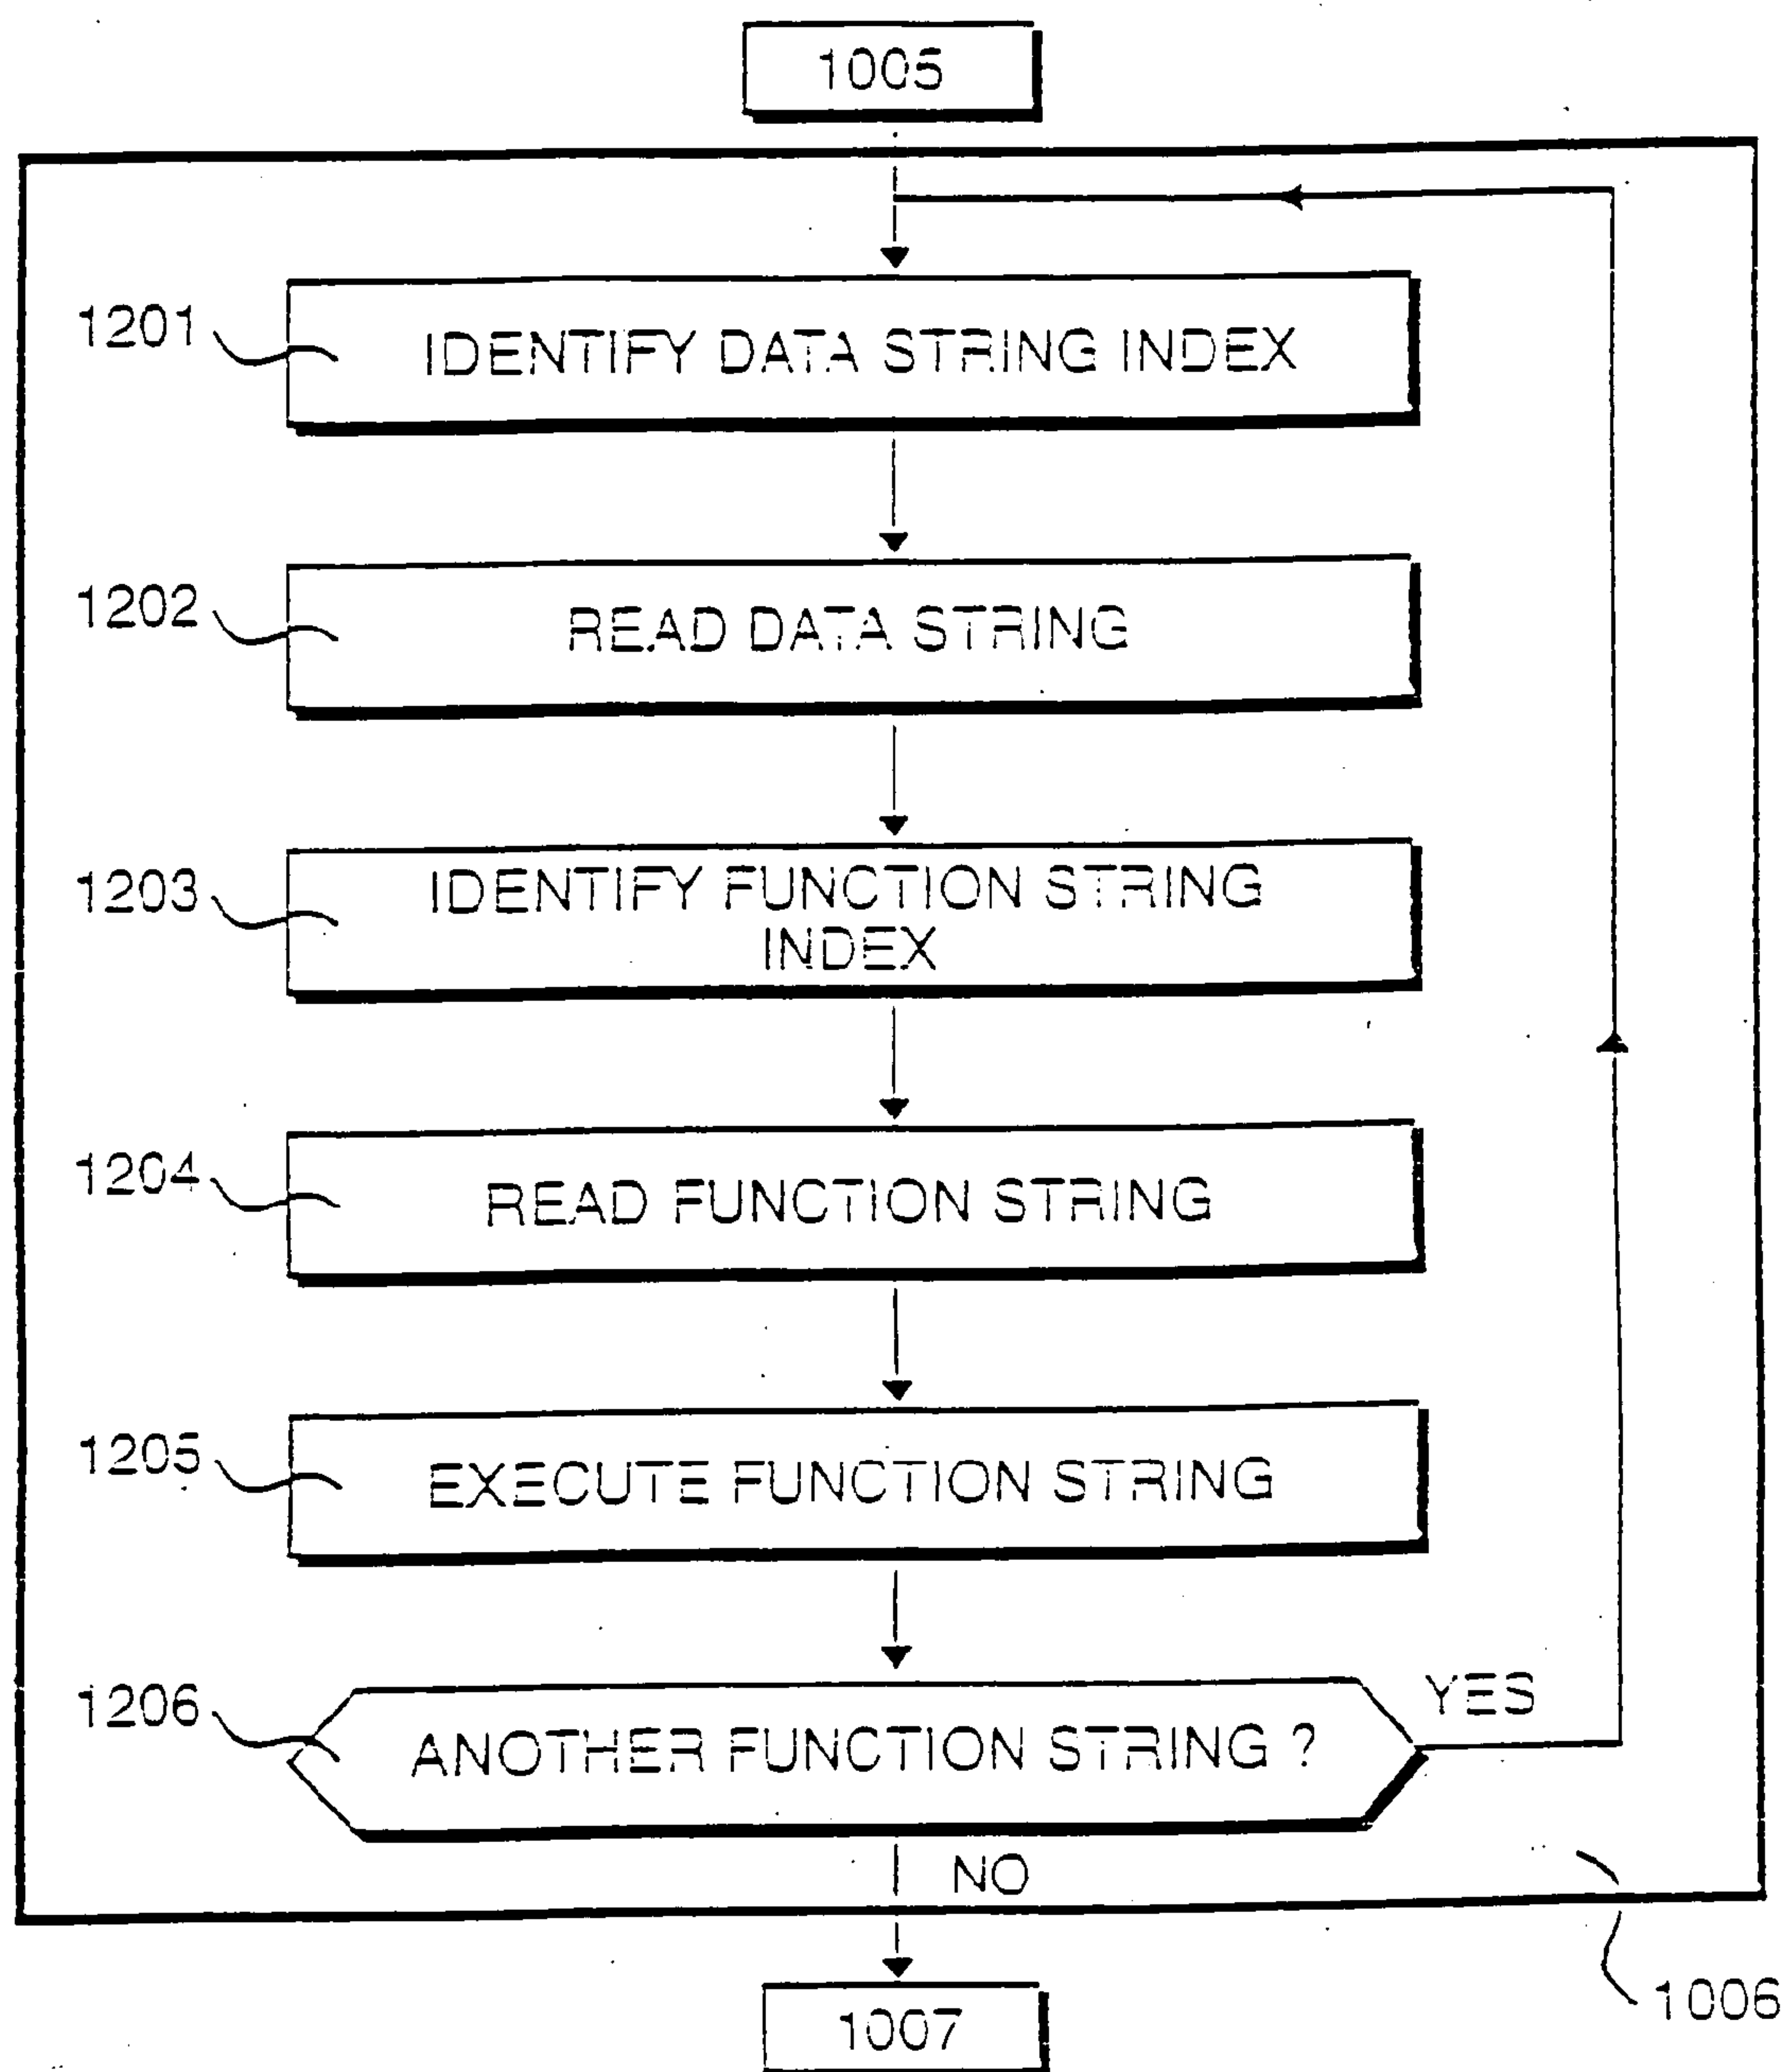 1005
1201
IDENTIFY DATA STRING INDEX
1202
READ DATA STRING
1203
IDENTIFY FUNCTION STRING
INDEX
1204
READ FUNCTION STRING
1205
EXECUTE FUNCTION STRING
1206
ANOTHER FUNCTION STRING ?
YES
NO
1006
1007